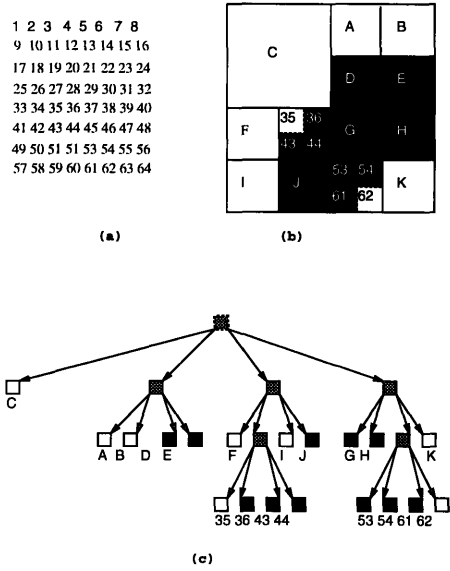 1 2 3 4 5 6 7 8
9 10 11 12 13 14 15 16
17 18 19 20 21 22 23 24
25 26 27 28 29 30 31 32
33 34 35 36 37 38 39 40
41 42 43 44 45 46 47 48
49 50 51 51 53 54 55 56
57 58 59 60 61 62 63 64
(a)
A B
C
D E
35 36
F G H
43 44
53 54
I J K
61 62
(b)
C
A B D E F I J G H K
35 36 43 44 53 54 61 62
(c)